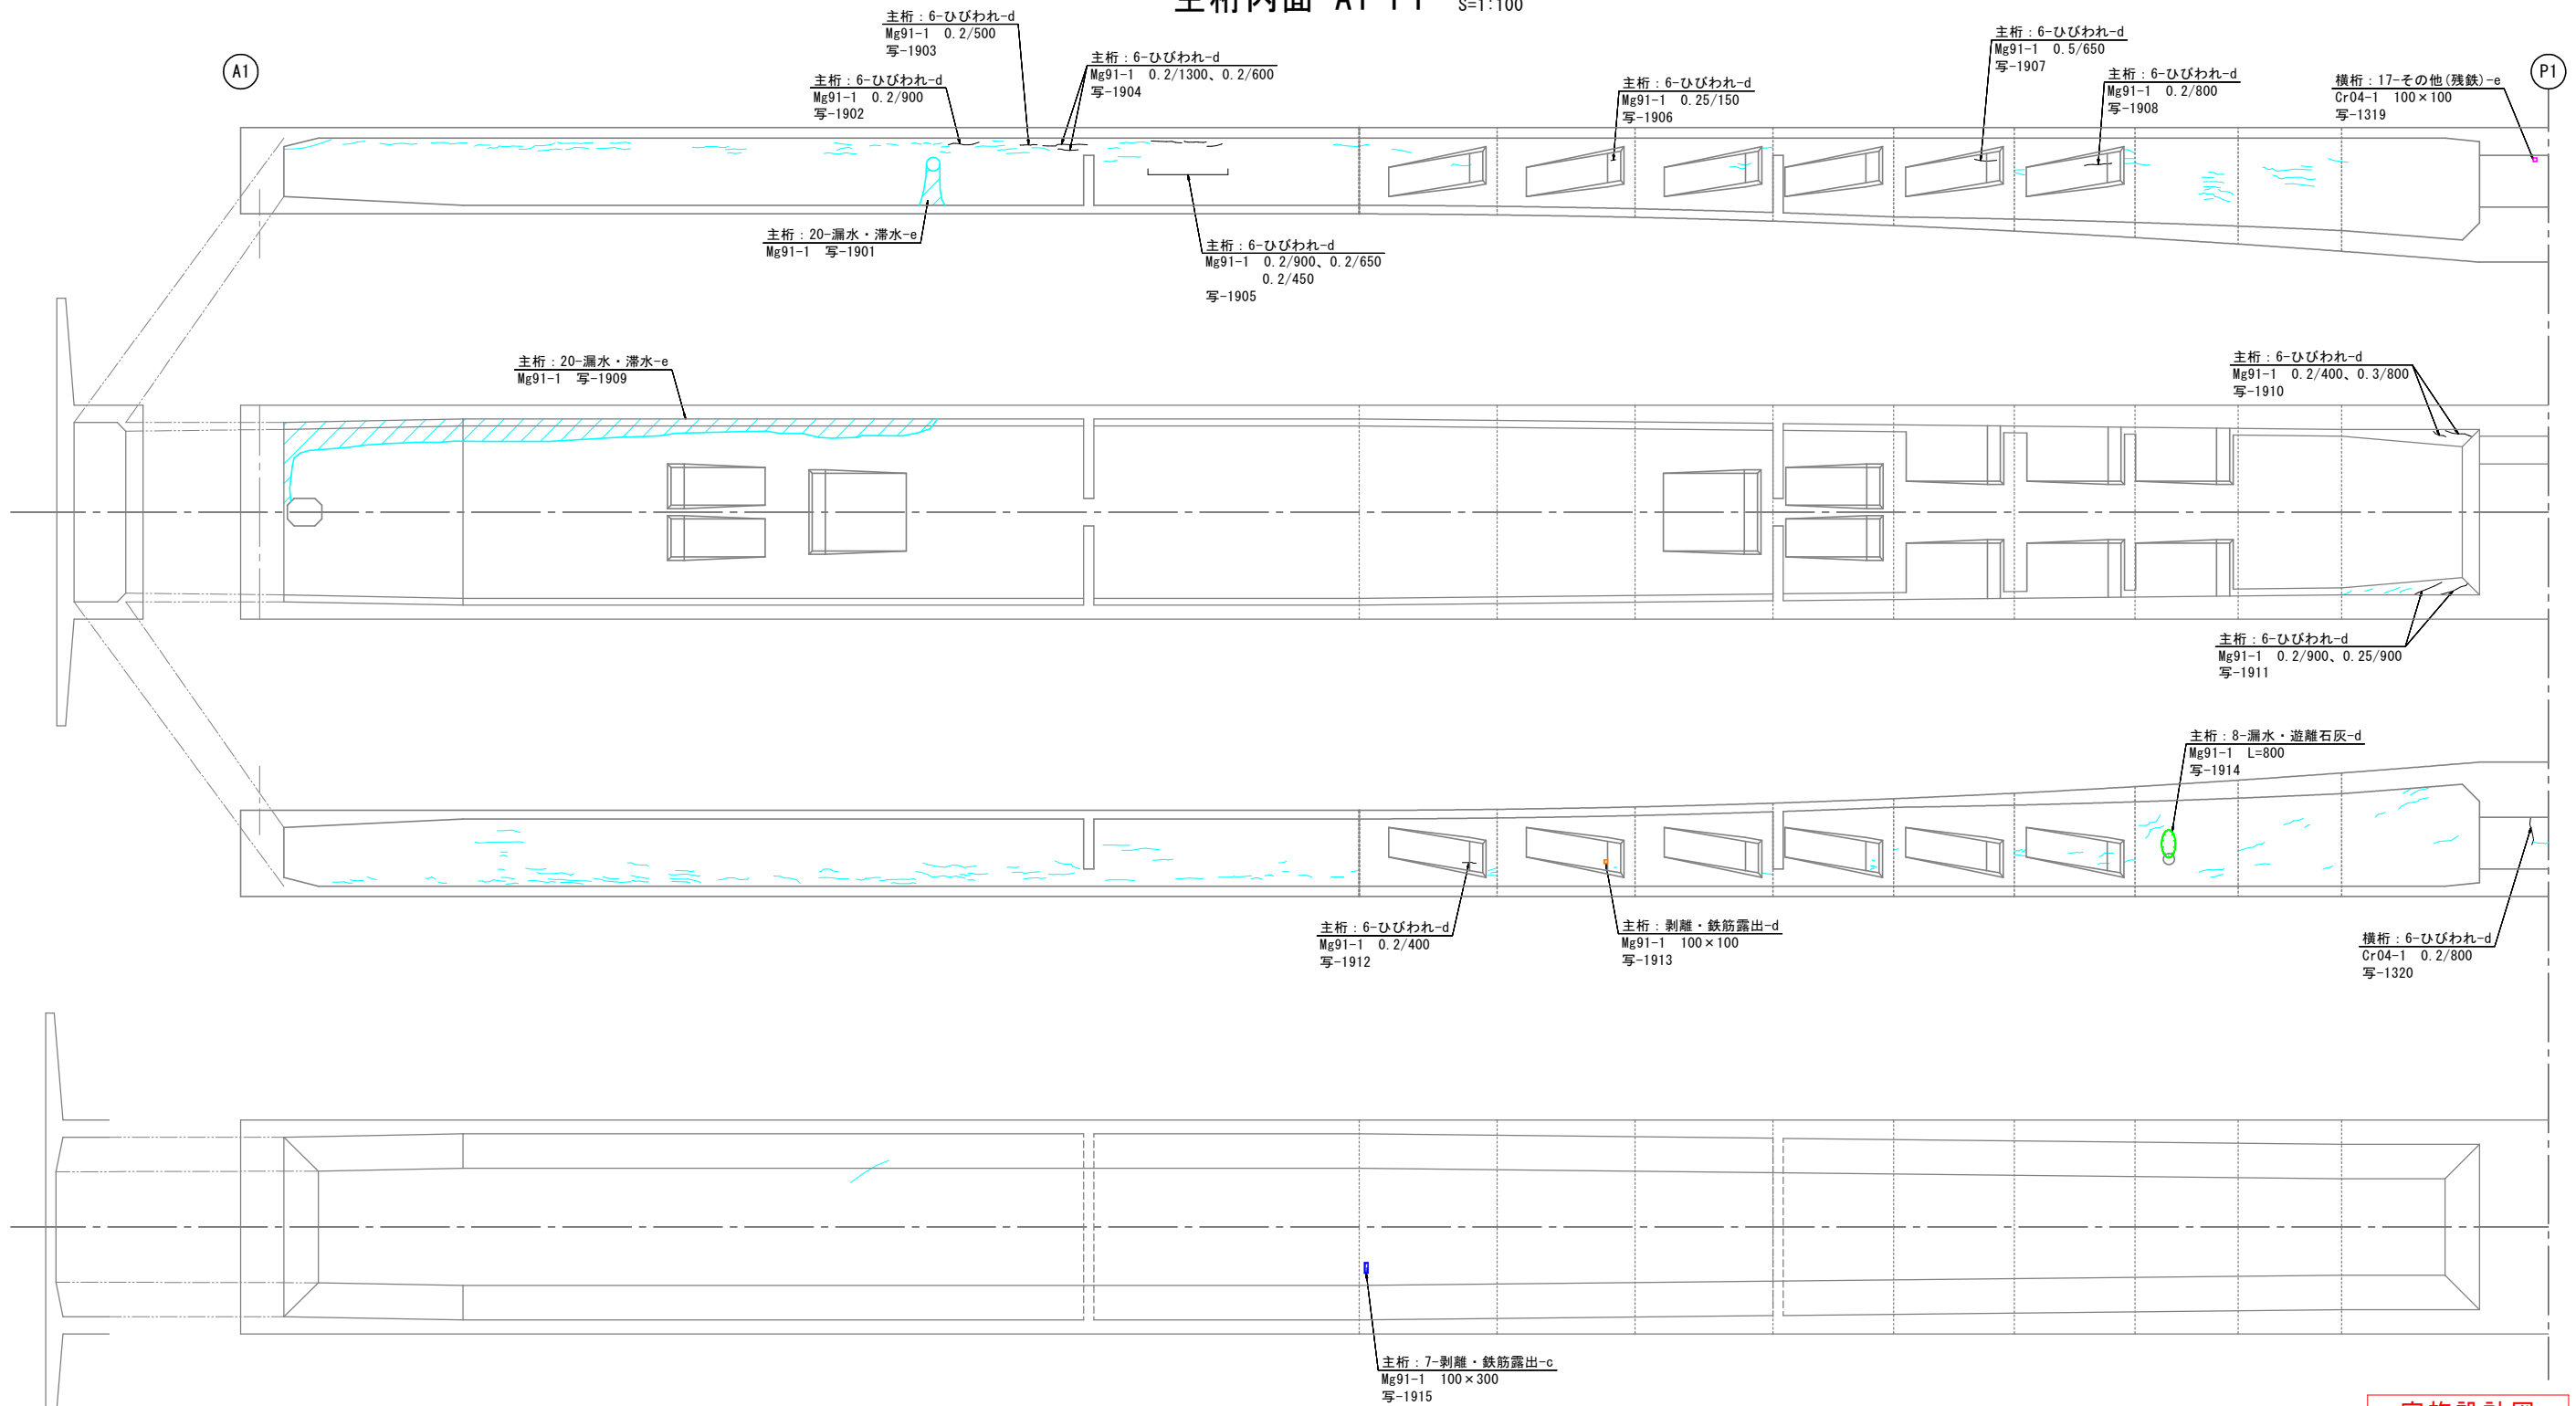 主桁内面 A1-P1 S=1:100
A1
P1
主桁：6-ひびわれ-d
Mg91-1 0.2/500
写-1903
主桁：6-ひびわれ-d
Mg91-1 0.2/1300、0.2/600
写-1904
主桁：6-ひびわれ-d
Mg91-1 0.2/900
写-1902
主桁：6-ひびわれ-d
Mg91-1 0.25/150
写-1906
主桁：6-ひびわれ-d
Mg91-1 0.5/650
写-1907
主桁：6-ひびわれ-d
Mg91-1 0.2/800
写-1908
横桁：17-その他(残鉄)-e
Cr04-1 100×100
写-1319
主桁：20-漏水・滞水-e
Mg91-1 写-1901
主桁：6-ひびわれ-d
Mg91-1 0.2/900、0.2/650
0.2/450
写-1905
主桁：20-漏水・滞水-e
Mg91-1 写-1909
主桁：6-ひびわれ-d
Mg91-1 0.2/400、0.3/800
写-1910
主桁：6-ひびわれ-d
Mg91-1 0.2/900、0.25/900
写-1911
主桁：8-漏水・遊離石灰-d
Mg91-1 L=800
写-1914
主桁：6-ひびわれ-d
Mg91-1 0.2/400
写-1912
主桁：剥離・鉄筋露出-d
Mg91-1 100×100
写-1913
横桁：6-ひびわれ-d
Cr04-1 0.2/800
写-1320
主桁：7-剥離・鉄筋露出-c
Mg91-1 100×300
写-1915
実施設計図